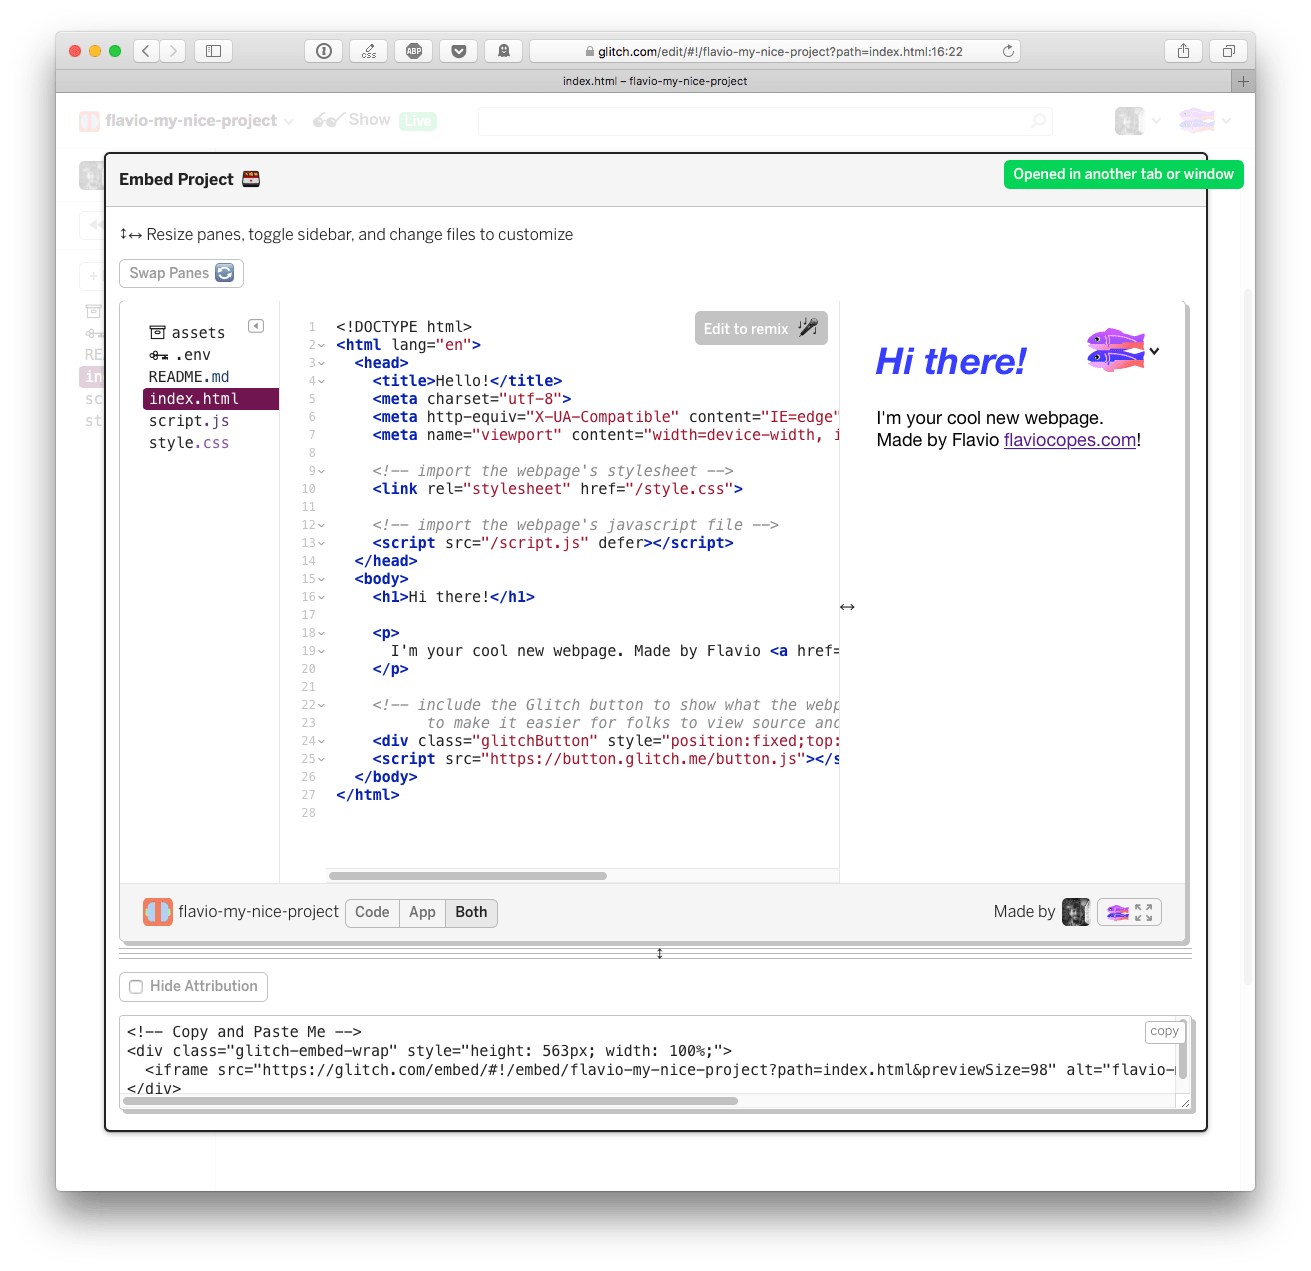 css
ABP
glitch.com/edit/#!/flavio-my-nice-project?path=index.html:16:22
index.html – flavio-my-nice-project
flavio-my-nice-project
Show
Live
Embed Project
Opened in another tab or window
Resize panes, toggle sidebar, and change files to customize
Swap Panes
assets
.env
README.md
index.html
script.js
style.css
Edit to remix
1 <!DOCTYPE html>
2 <html lang="en">
3 <head>
4 <title>Hello!</title>
5 <meta charset="utf-8">
6 <meta http-equiv="X-UA-Compatible" content="IE=edge"
7 <meta name="viewport" content="width=device-width, i
8
9 <!-- import the webpage's stylesheet -->
10 <link rel="stylesheet" href="/style.css">
11
12 <!-- import the webpage's javascript file -->
13 <script src="/script.js" defer></script>
14 </head>
15 <body>
16 <h1>Hi there!</h1>
17
18 <p>
19 I'm your cool new webpage. Made by Flavio <a href=
20 </p>
21
22 <!-- include the Glitch button to show what the webp
23 to make it easier for folks to view source and
24 <div class="glitchButton" style="position:fixed;top:
25 <script src="https://button.glitch.me/button.js"></s
26 </body>
27 </html>
28
Hi there!
I'm your cool new webpage.
Made by Flavio flaviocopes.com!
flavio-my-nice-project
Code
App
Both
Made by
Hide Attribution
copy
<!-- Copy and Paste Me -->
<div class="glitch-embed-wrap" style="height: 563px; width: 100%;">
<iframe src="https://glitch.com/embed/#!/embed/flavio-my-nice-project?path=index.html&previewSize=98" alt="flavio-
</div>